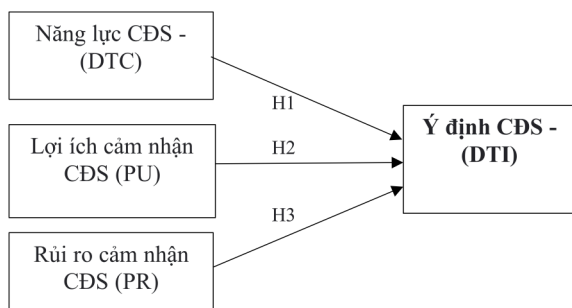 Năng lực CĐS -
(DTC)
H1
Lợi ích cảm nhận
CĐS (PU)
H2
Ý định CĐS -
(DTI)
H3
Rủi ro cảm nhận
CĐS (PR)